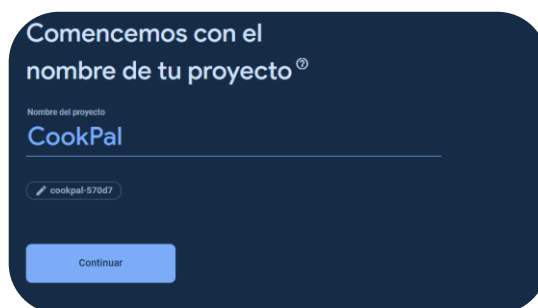 Comencemos con el
nombre de tu proyecto
Nombre del proyecto
CookPal
cookpal-570d7
Continuar